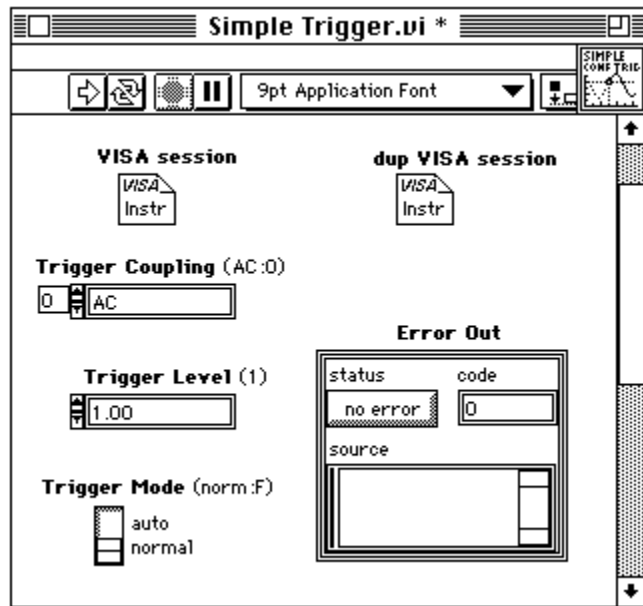 Simple Trigger.vi *
SIMPLE
CONF TRIG
9pt Application Font
VISA session
dup VISA session
VISA
Instr
VISA
Instr
Trigger Coupling (AC:0)
0
AC
Error Out
Trigger Level (1)
1.00
status
code
no error
0
source
Trigger Mode (norm:F)
auto
normal